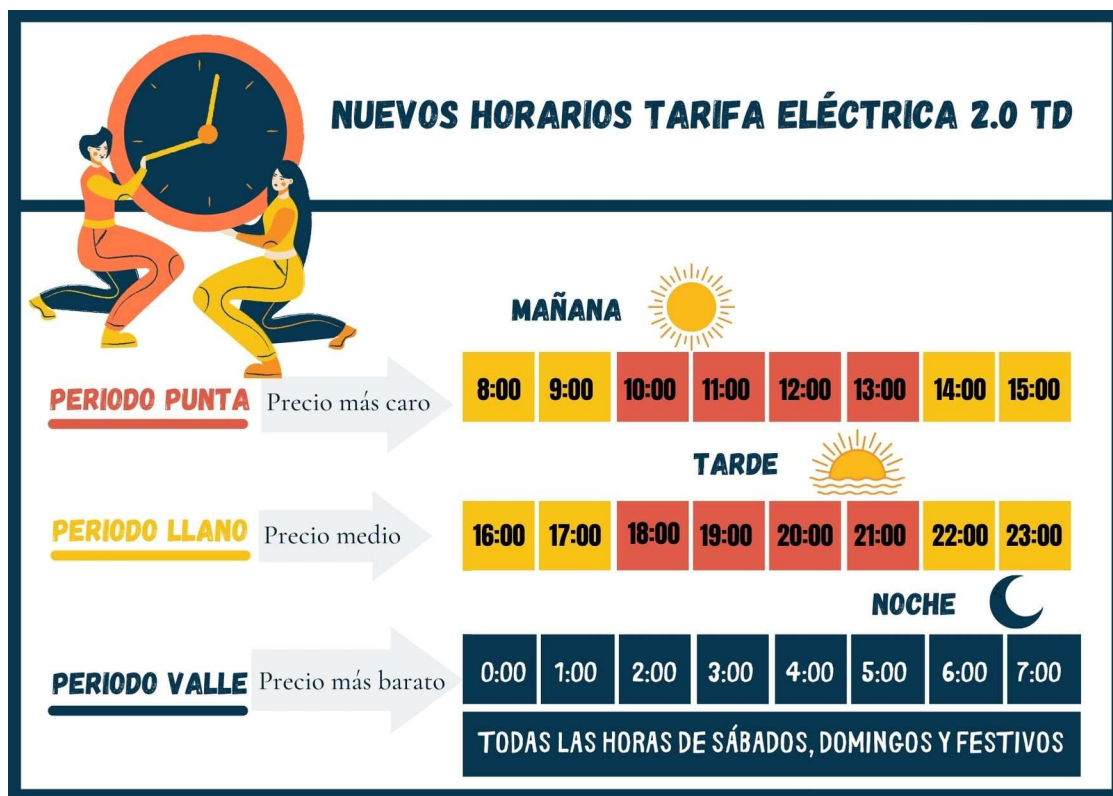 NUEVOS HORARIOS TARIFA ELÉCTRICA 2.0 TD
MAÑANA
PERIODO PUNTA Precio más caro 8:00 9:00 10:00 11:00 12:00 13:00 14:00 15:00
TARDE
PERIODO LLANO Precio medio 16:00 17:00 18:00 19:00 20:00 21:00 22:00 23:00
NOCHE
PERIODO VALLE Precio más barato 0:00 1:00 2:00 3:00 4:00 5:00 6:00 7:00
TODAS LAS HORAS DE SÁBADOS, DOMINGOS Y FESTIVOS